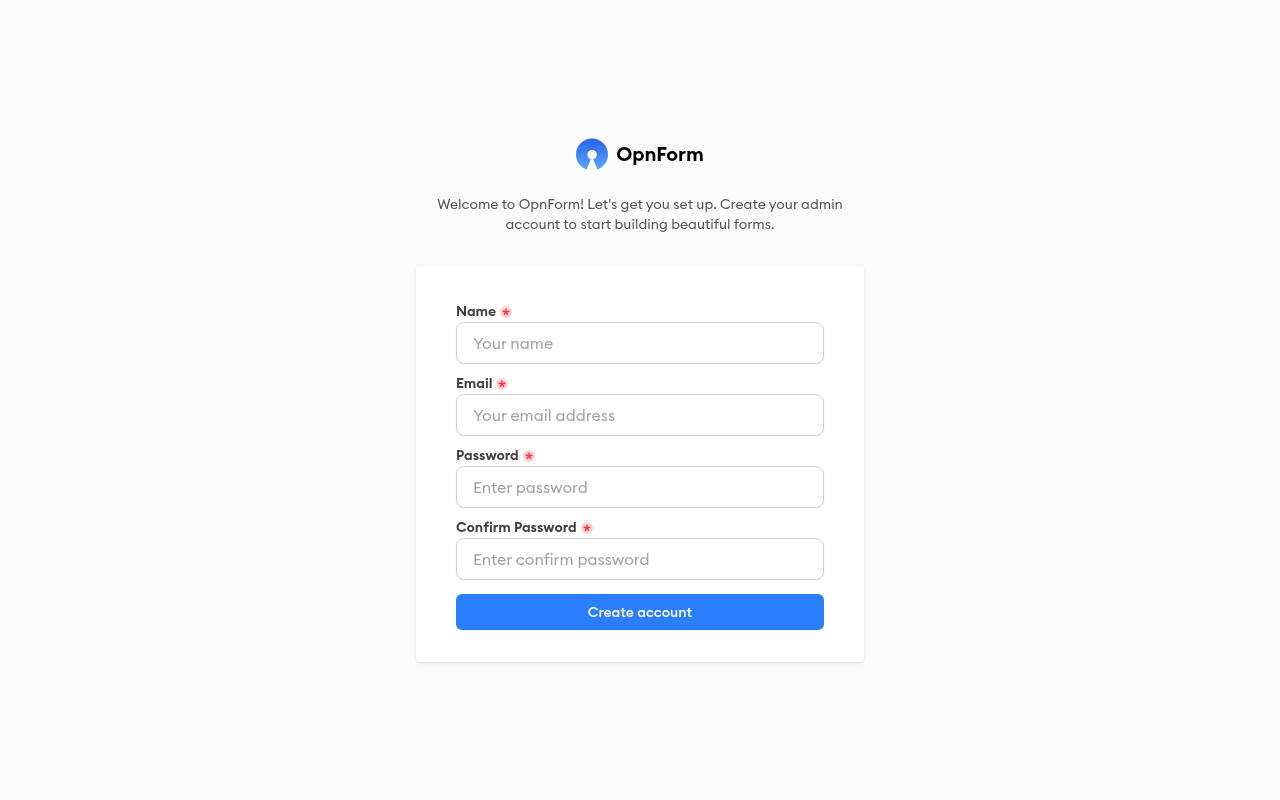 OpnForm
Welcome to OpnForm! Let's get you set up. Create your admin
account to start building beautiful forms.
Name *
Your name
Email *
Your email address
Password *
Enter password
Confirm Password *
Enter confirm password
Create account